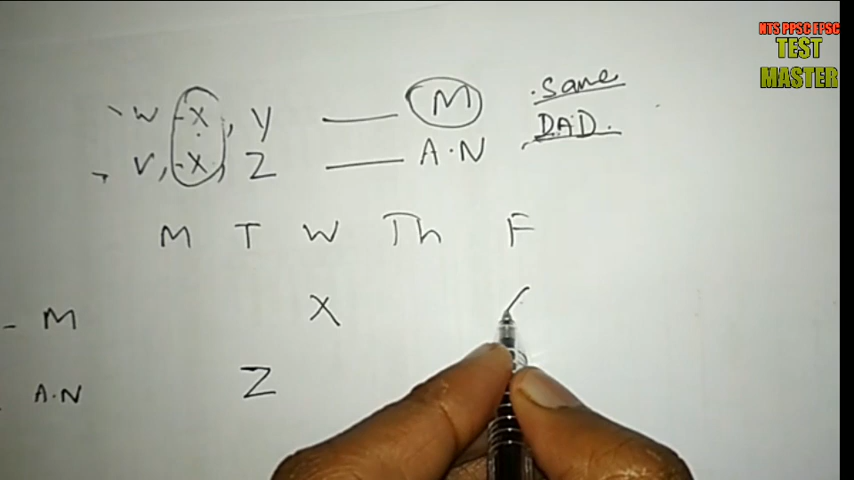 NTS PPSC FPSC
TEST
MASTER
W - X, Y — M .Same
V, - X, Z — A.N DAD.
M T W Th F
- M X
A.N Z